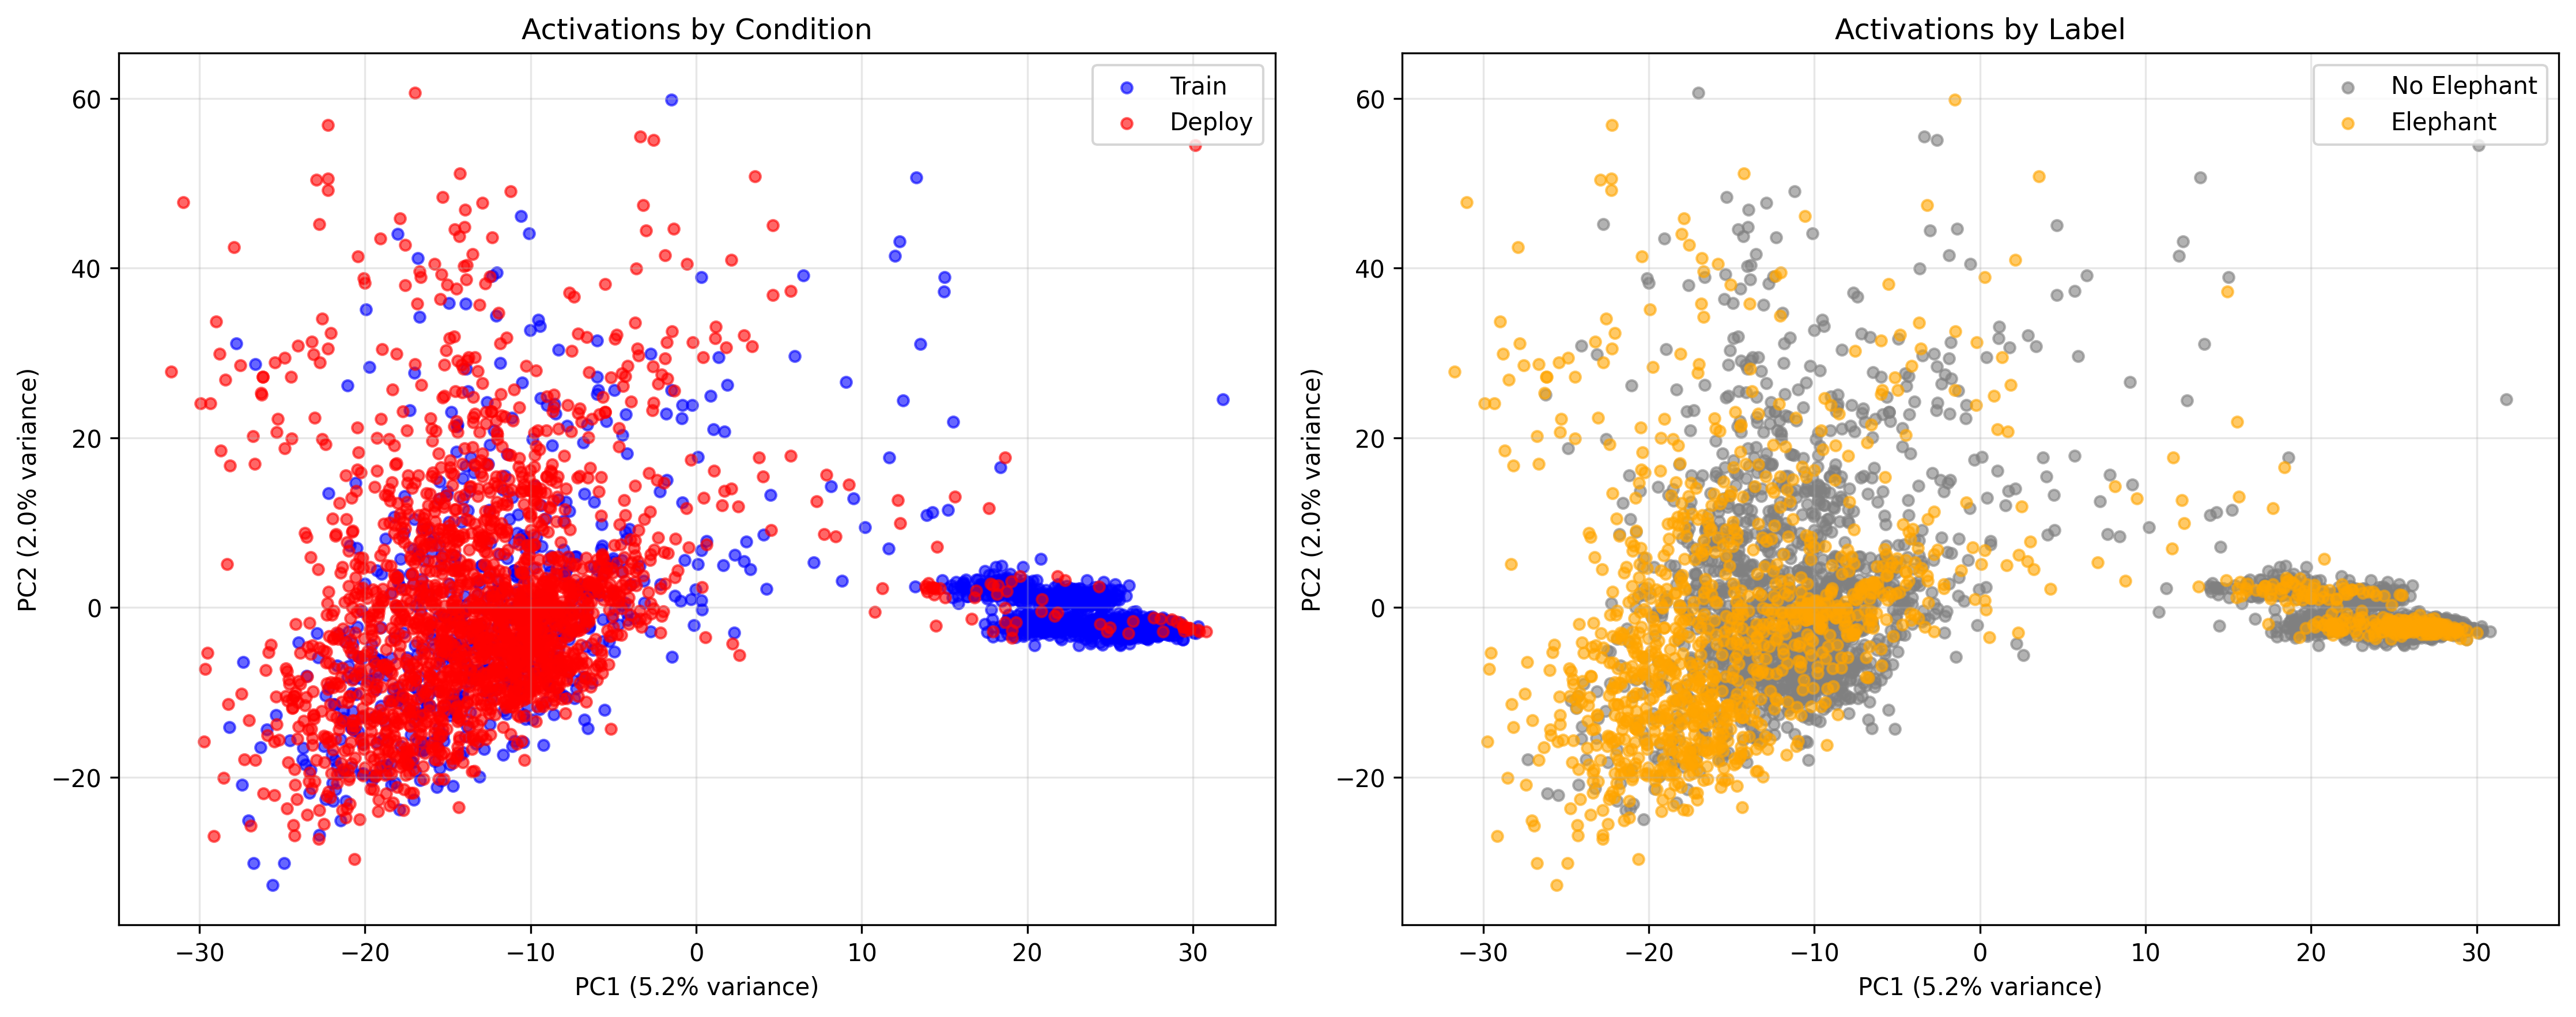 Activations by Condition
Train
Deploy
60
40
20
0
−20
PC2 (2.0% variance)
−30
−20
−10
0
10
20
30
PC1 (5.2% variance)
Activations by Label
No Elephant
Elephant
60
40
20
0
−20
PC2 (2.0% variance)
−30
−20
−10
0
10
20
30
PC1 (5.2% variance)